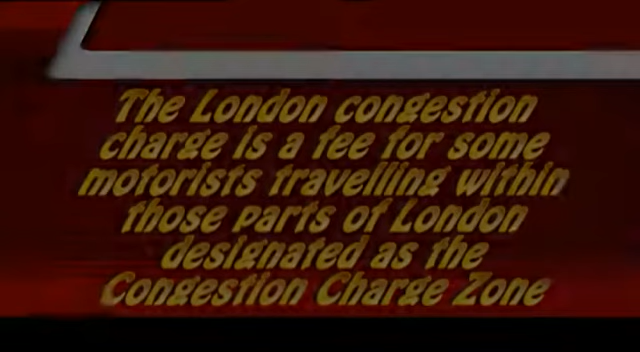 The London congestion
charge is a fee for some
motorists travelling within
those parts of London
designated as the
Congestion Charge Zone